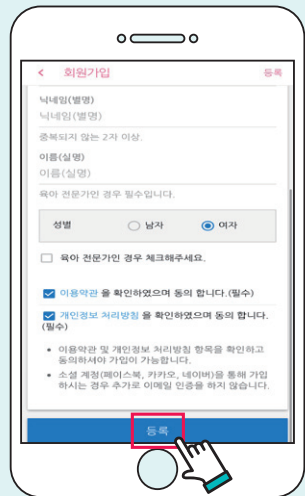 < 회원가입 등록
닉네임(별명)
닉네임(별명)
중복되지 않는 2자 이상.
이름(실명)
이름(실명)
육아 전문가인 경우 필수입니다.
성별 남자 여자
육아 전문가인 경우 체크해주세요.
이용약관 을 확인하였으며 동의 합니다.(필수)
개인정보 처리방침 을 확인하였으며 동의 합니다.
(필수)
• 이용약관 및 개인정보 처리방침 항목을 확인하고
동의하셔야 가입이 가능합니다.
• 소셜 계정(페이스북, 카카오, 네이버)을 통해 가입
하시는 경우 추가로 이메일 인증을 하지 않습니다.
등록